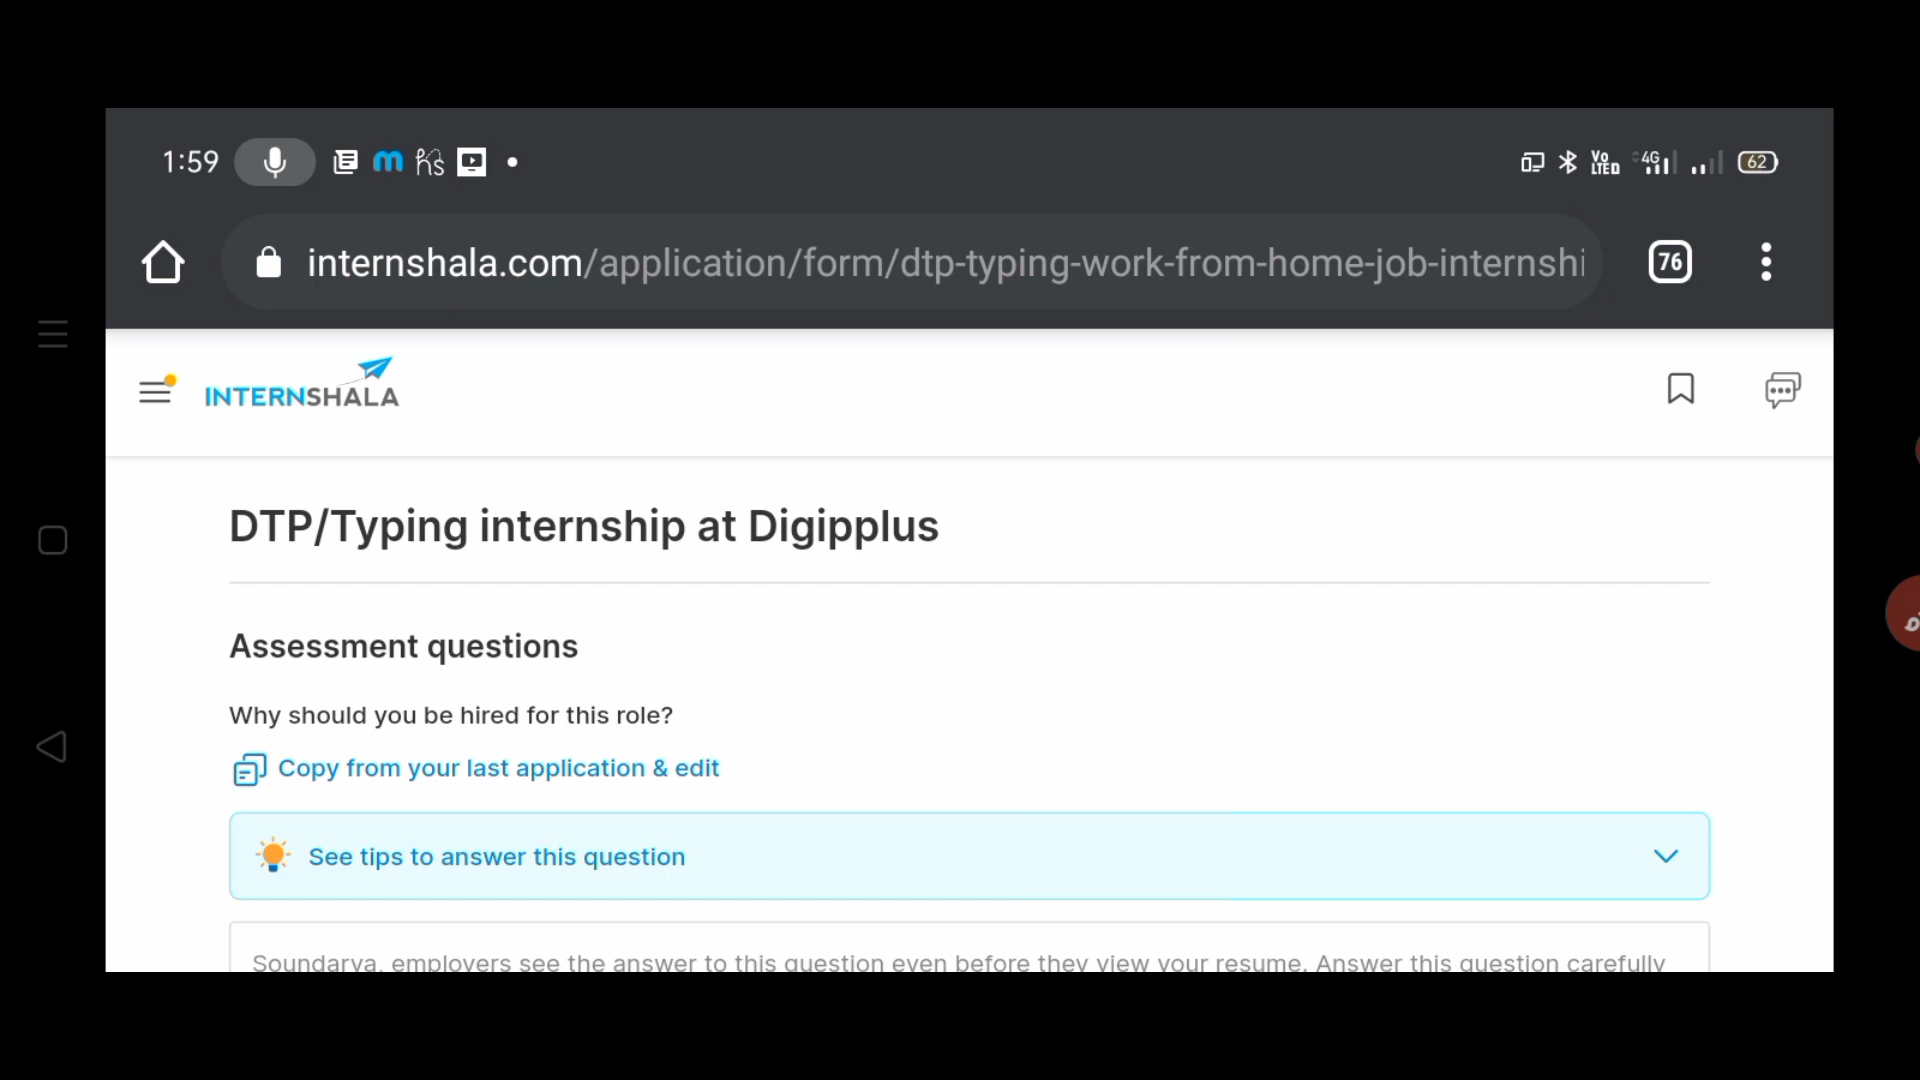 1:59
m
VoLTED 4G 62
internshala.com/application/form/dtp-typing-work-from-home-job-internshi
76
INTERNSHALA
DTP/Typing internship at Digipplus
Assessment questions
Why should you be hired for this role?
Copy from your last application & edit
See tips to answer this question
Soundarya, employers see the answer to this question even before they view your resume. Answer this question carefully